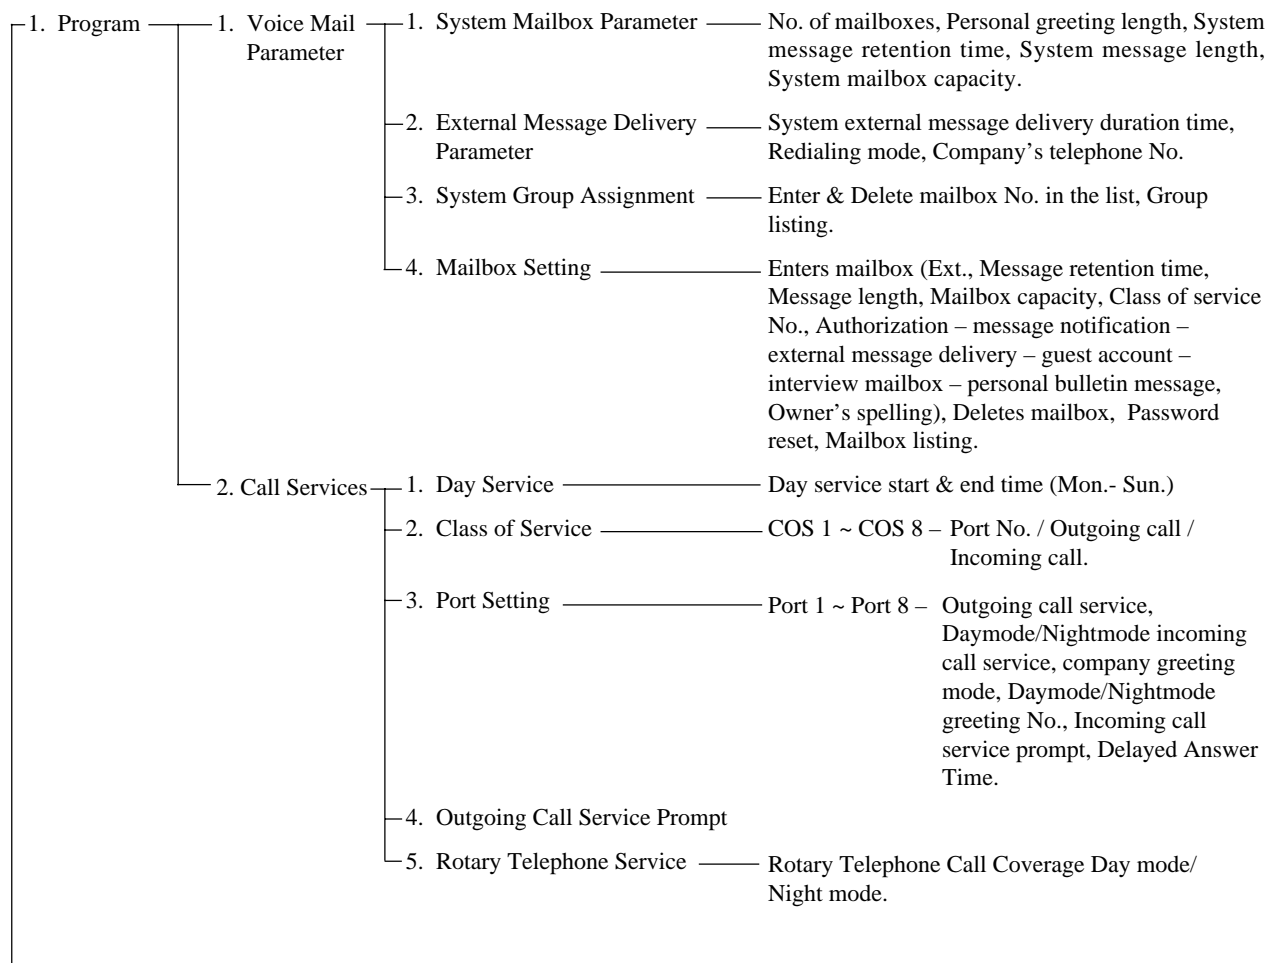 1. Program
1. Voice Mail
Parameter
1. System Mailbox Parameter
No. of mailboxes, Personal greeting length, System
message retention time, System message length,
System mailbox capacity.
2. External Message Delivery
Parameter
System external message delivery duration time,
Redialing mode, Company's telephone No.
3. System Group Assignment
Enter & Delete mailbox No. in the list, Group
listing.
4. Mailbox Setting
Enters mailbox (Ext., Message retention time,
Message length, Mailbox capacity, Class of service
No., Authorization – message notification –
external message delivery – guest account –
interview mailbox – personal bulletin message,
Owner's spelling), Deletes mailbox, Password
reset, Mailbox listing.
2. Call Services
1. Day Service
Day service start & end time (Mon.- Sun.)
2. Class of Service
COS 1 ~ COS 8 – Port No. / Outgoing call /
Incoming call.
3. Port Setting
Port 1 ~ Port 8 – Outgoing call service,
Daymode/Nightmode incoming
call service, company greeting
mode, Daymode/Nightmode
greeting No., Incoming call
service prompt, Delayed Answer
Time.
4. Outgoing Call Service Prompt
5. Rotary Telephone Service
Rotary Telephone Call Coverage Day mode/
Night mode.